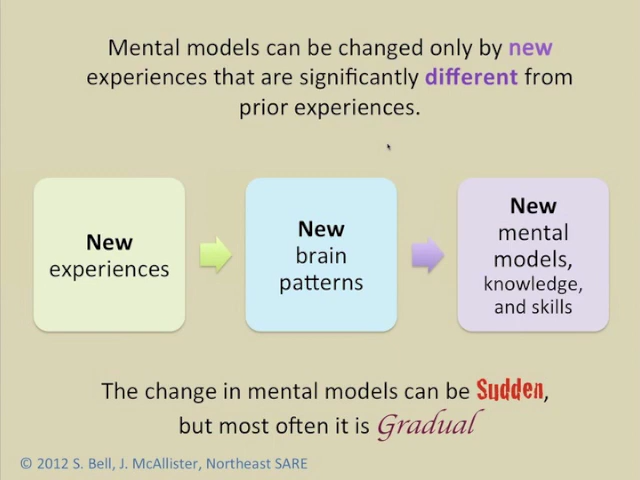 Mental models can be changed only by new
experiences that are significantly different from
prior experiences.
New
experiences
New
brain
patterns
New
mental
models,
knowledge,
and skills
The change in mental models can be Sudden,
but most often it is Gradual
© 2012 S. Bell, J. McAllister, Northeast SARE